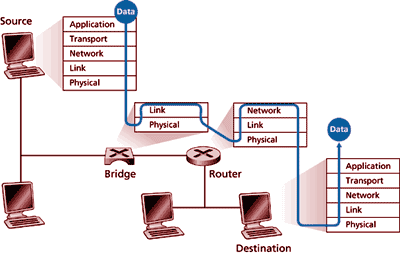 Source
Data
Application
Transport
Network
Link
Physical
Link
Physical
Network
Link
Physical
Data
Bridge
Router
Application
Transport
Network
Link
Physical
Destination